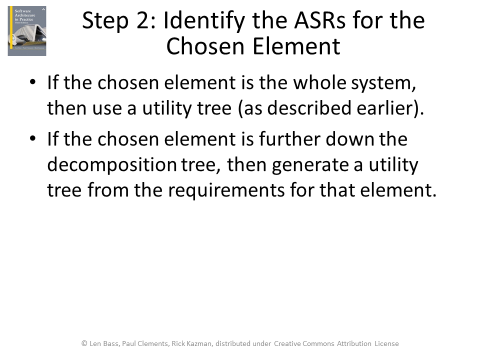 Software
Architecture
in Practice
Step 2: Identify the ASRs for the
Chosen Element
• If the chosen element is the whole system,
then use a utility tree (as described earlier).
• If the chosen element is further down the
decomposition tree, then generate a utility
tree from the requirements for that element.
© Len Bass, Paul Clements, Rick Kazman, distributed under Creative Commons Attribution License